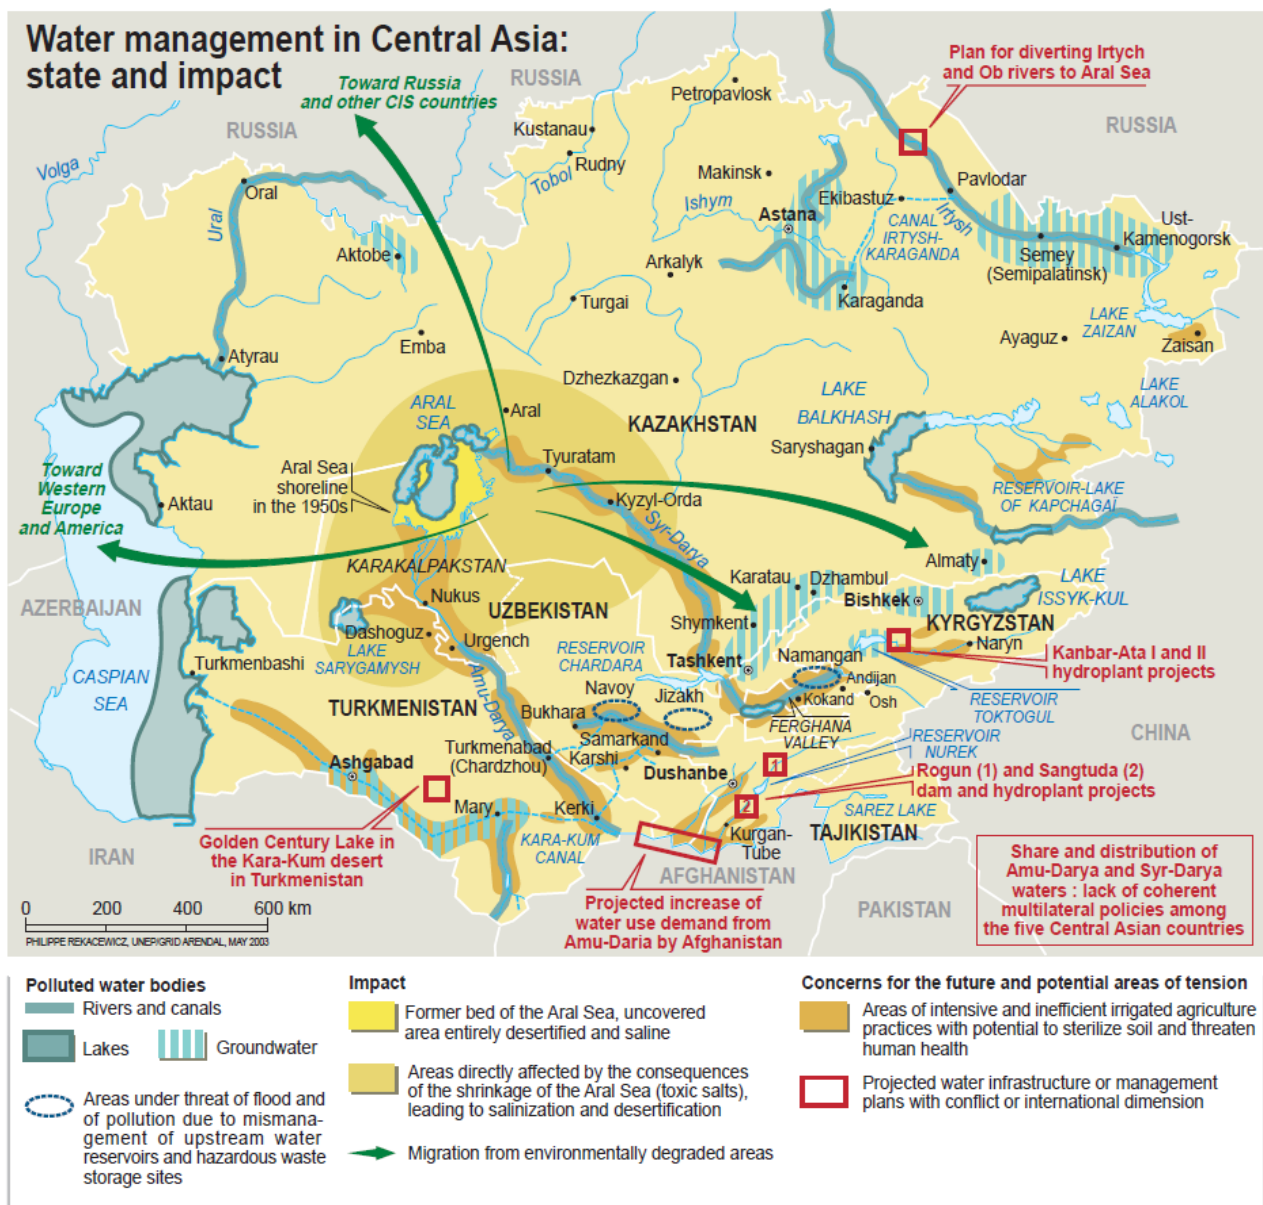 Water management in Central Asia:
state and impact
Toward Russia
and other CIS countries
RUSSIA
RUSSIA
RUSSIA
Plan for diverting Irtych
and Ob rivers to Aral Sea
Volga
Oral
Ural
Petropavlosk
Kustanau
Rudny
Tobol
Makinsk
Ishym
Astana
Ekibastuz
Pavlodar
Irtysh
CANAL
IRTYSH-
KARAGANDA
Ust-
Kamenogorsk
Semey
(Semipalatinsk)
Aktobe
Arkalyk
Karaganda
Turgai
LAKE
ZAIZAN
Ayaguz
Zaisan
Emba
Atyrau
Dzhezkazgan
LAKE
BALKHASH
LAKE
ALAKOL
ARAL
SEA
Aral
KAZAKHSTAN
Saryshagan
Toward
Western
Europe
and America
Aral Sea
shoreline
in the 1950s
Tyuratam
Aktau
Kyzyl-Orda
Syr-Darya
RESERVOIR-LAKE
OF KAPCHAGAÏ
KARAKALPAKSTAN
Almaty
AZERBAIJAN
Nukus
UZBEKISTAN
Karatau
Dzhambul
Bishkek
LAKE
ISSYK-KUL
Dashoguz
LAKE
SARYGAMYSH
Urgench
Shymkent
KYRGYZSTAN
Naryn
CASPIAN
SEA
Turkmenbashi
RESERVOIR
CHARDARA
Tashkent
Namangan
Andijan
Kokand
Osh
Kanbar-Ata I and II
hydroplant projects
RESERVOIR
TOKTOGUL
TURKMENISTAN
Amu-Darya
Navoy
Jizakh
Bukhara
Samarkand
Karshi
FERGHANA
VALLEY
RESERVOIR
NUREK
CHINA
Ashgabad
Turkmenabad
(Chardzhou)
Dushanbe
1
Rogun (1) and Sangtuda (2)
dam and hydroplant projects
Mary
Kerki
2
SAREZ LAKE
Golden Century Lake in
the Kara-Kum desert
in Turkmenistan
KARA-KUM
CANAL
Kurgan-
Tube
TAJIKISTAN
IRAN
AFGHANISTAN
PAKISTAN
Projected increase of
water use demand from
Amu-Daria by Afghanistan
Share and distribution of
Amu-Darya and Syr-Darya
waters : lack of coherent
multilateral policies among
the five Central Asian countries
0 200 400 600 km
PHILIPPE REKACEWICZ, UNEP/GRID ARENDAL, MAY 2003
Polluted water bodies
Rivers and canals
Lakes
Groundwater
Areas under threat of flood and
of pollution due to mismana-
gement of upstream water
reservoirs and hazardous waste
storage sites
Impact
Former bed of the Aral Sea, uncovered
area entirely desertified and saline
Areas directly affected by the consequences
of the shrinkage of the Aral Sea (toxic salts),
leading to salinization and desertification
Migration from environmentally degraded areas
Concerns for the future and potential areas of tension
Areas of intensive and inefficient irrigated agriculture
practices with potential to sterilize soil and threaten
human health
Projected water infrastructure or management
plans with conflict or international dimension